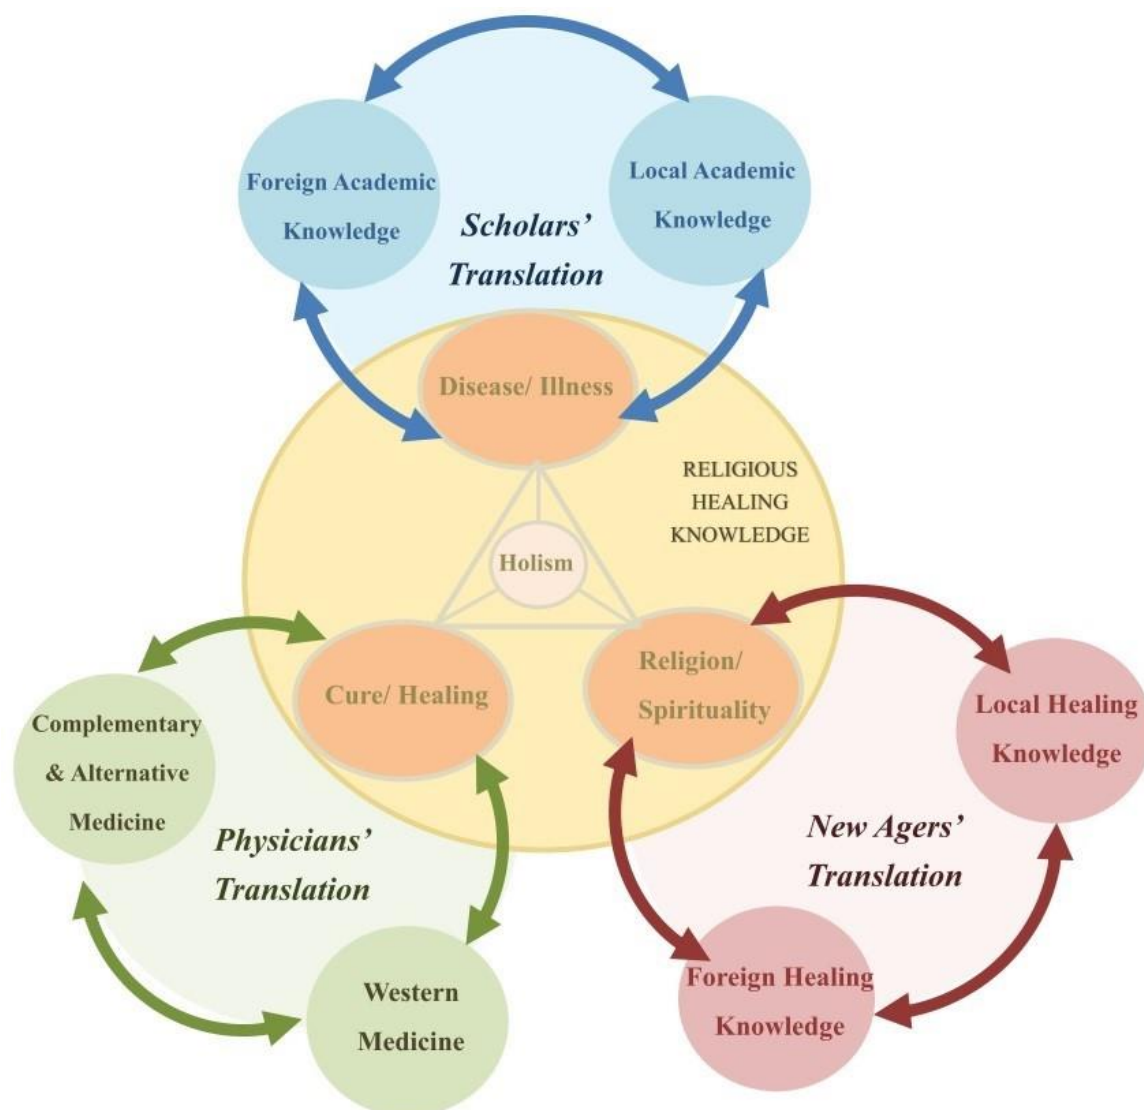 Foreign Academic
Knowledge
Local Academic
Knowledge
Scholars’
Translation
Disease/ Illness
RELIGIOUS
HEALING
KNOWLEDGE
Holism
Cure/ Healing
Religion/
Spirituality
Complementary
& Alternative
Medicine
Physicians’
Translation
Western
Medicine
Local Healing
Knowledge
New Agers’
Translation
Foreign Healing
Knowledge